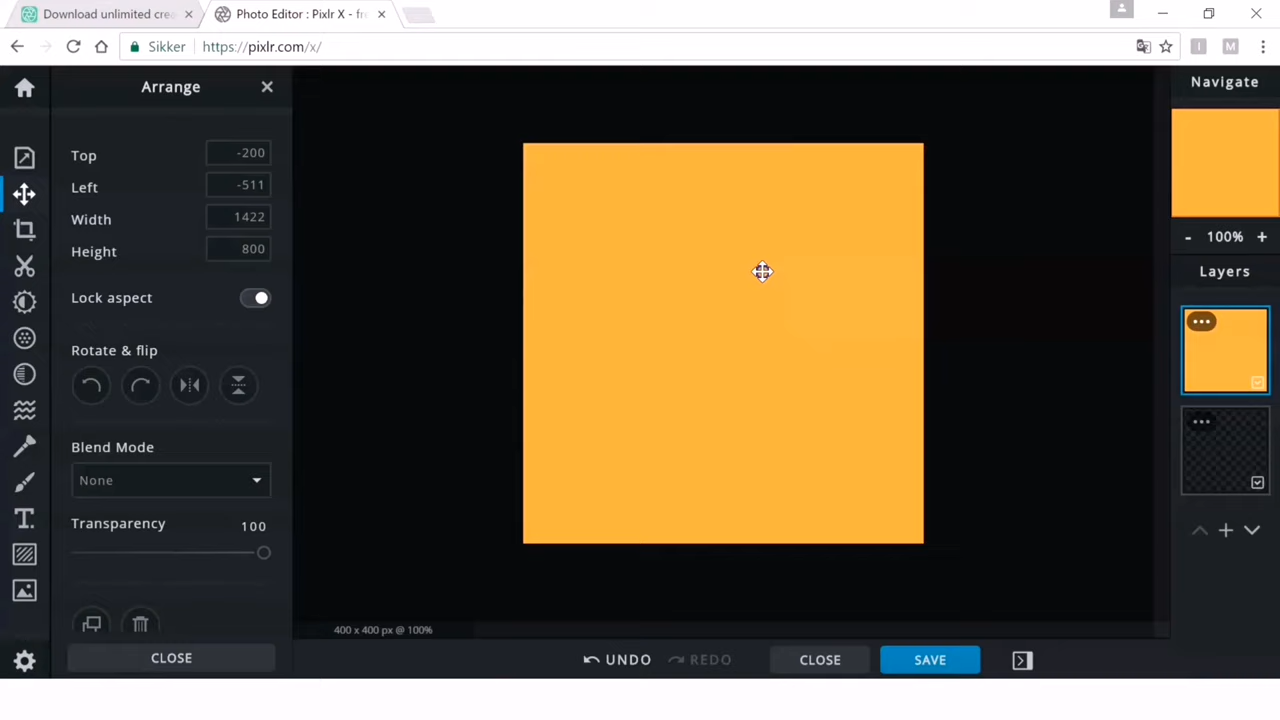 Download unlimited crea
Photo Editor : Pixlr X - fre
Sikker
https://pixlr.com/x/
I
M
Arrange
Top
-200
Left
-511
Width
1422
Height
800
Lock aspect
Rotate & flip
Blend Mode
None
Transparency
100
CLOSE
400 x 400 px @ 100%
UNDO
REDO
CLOSE
SAVE
Navigate
- 100% +
Layers
T.